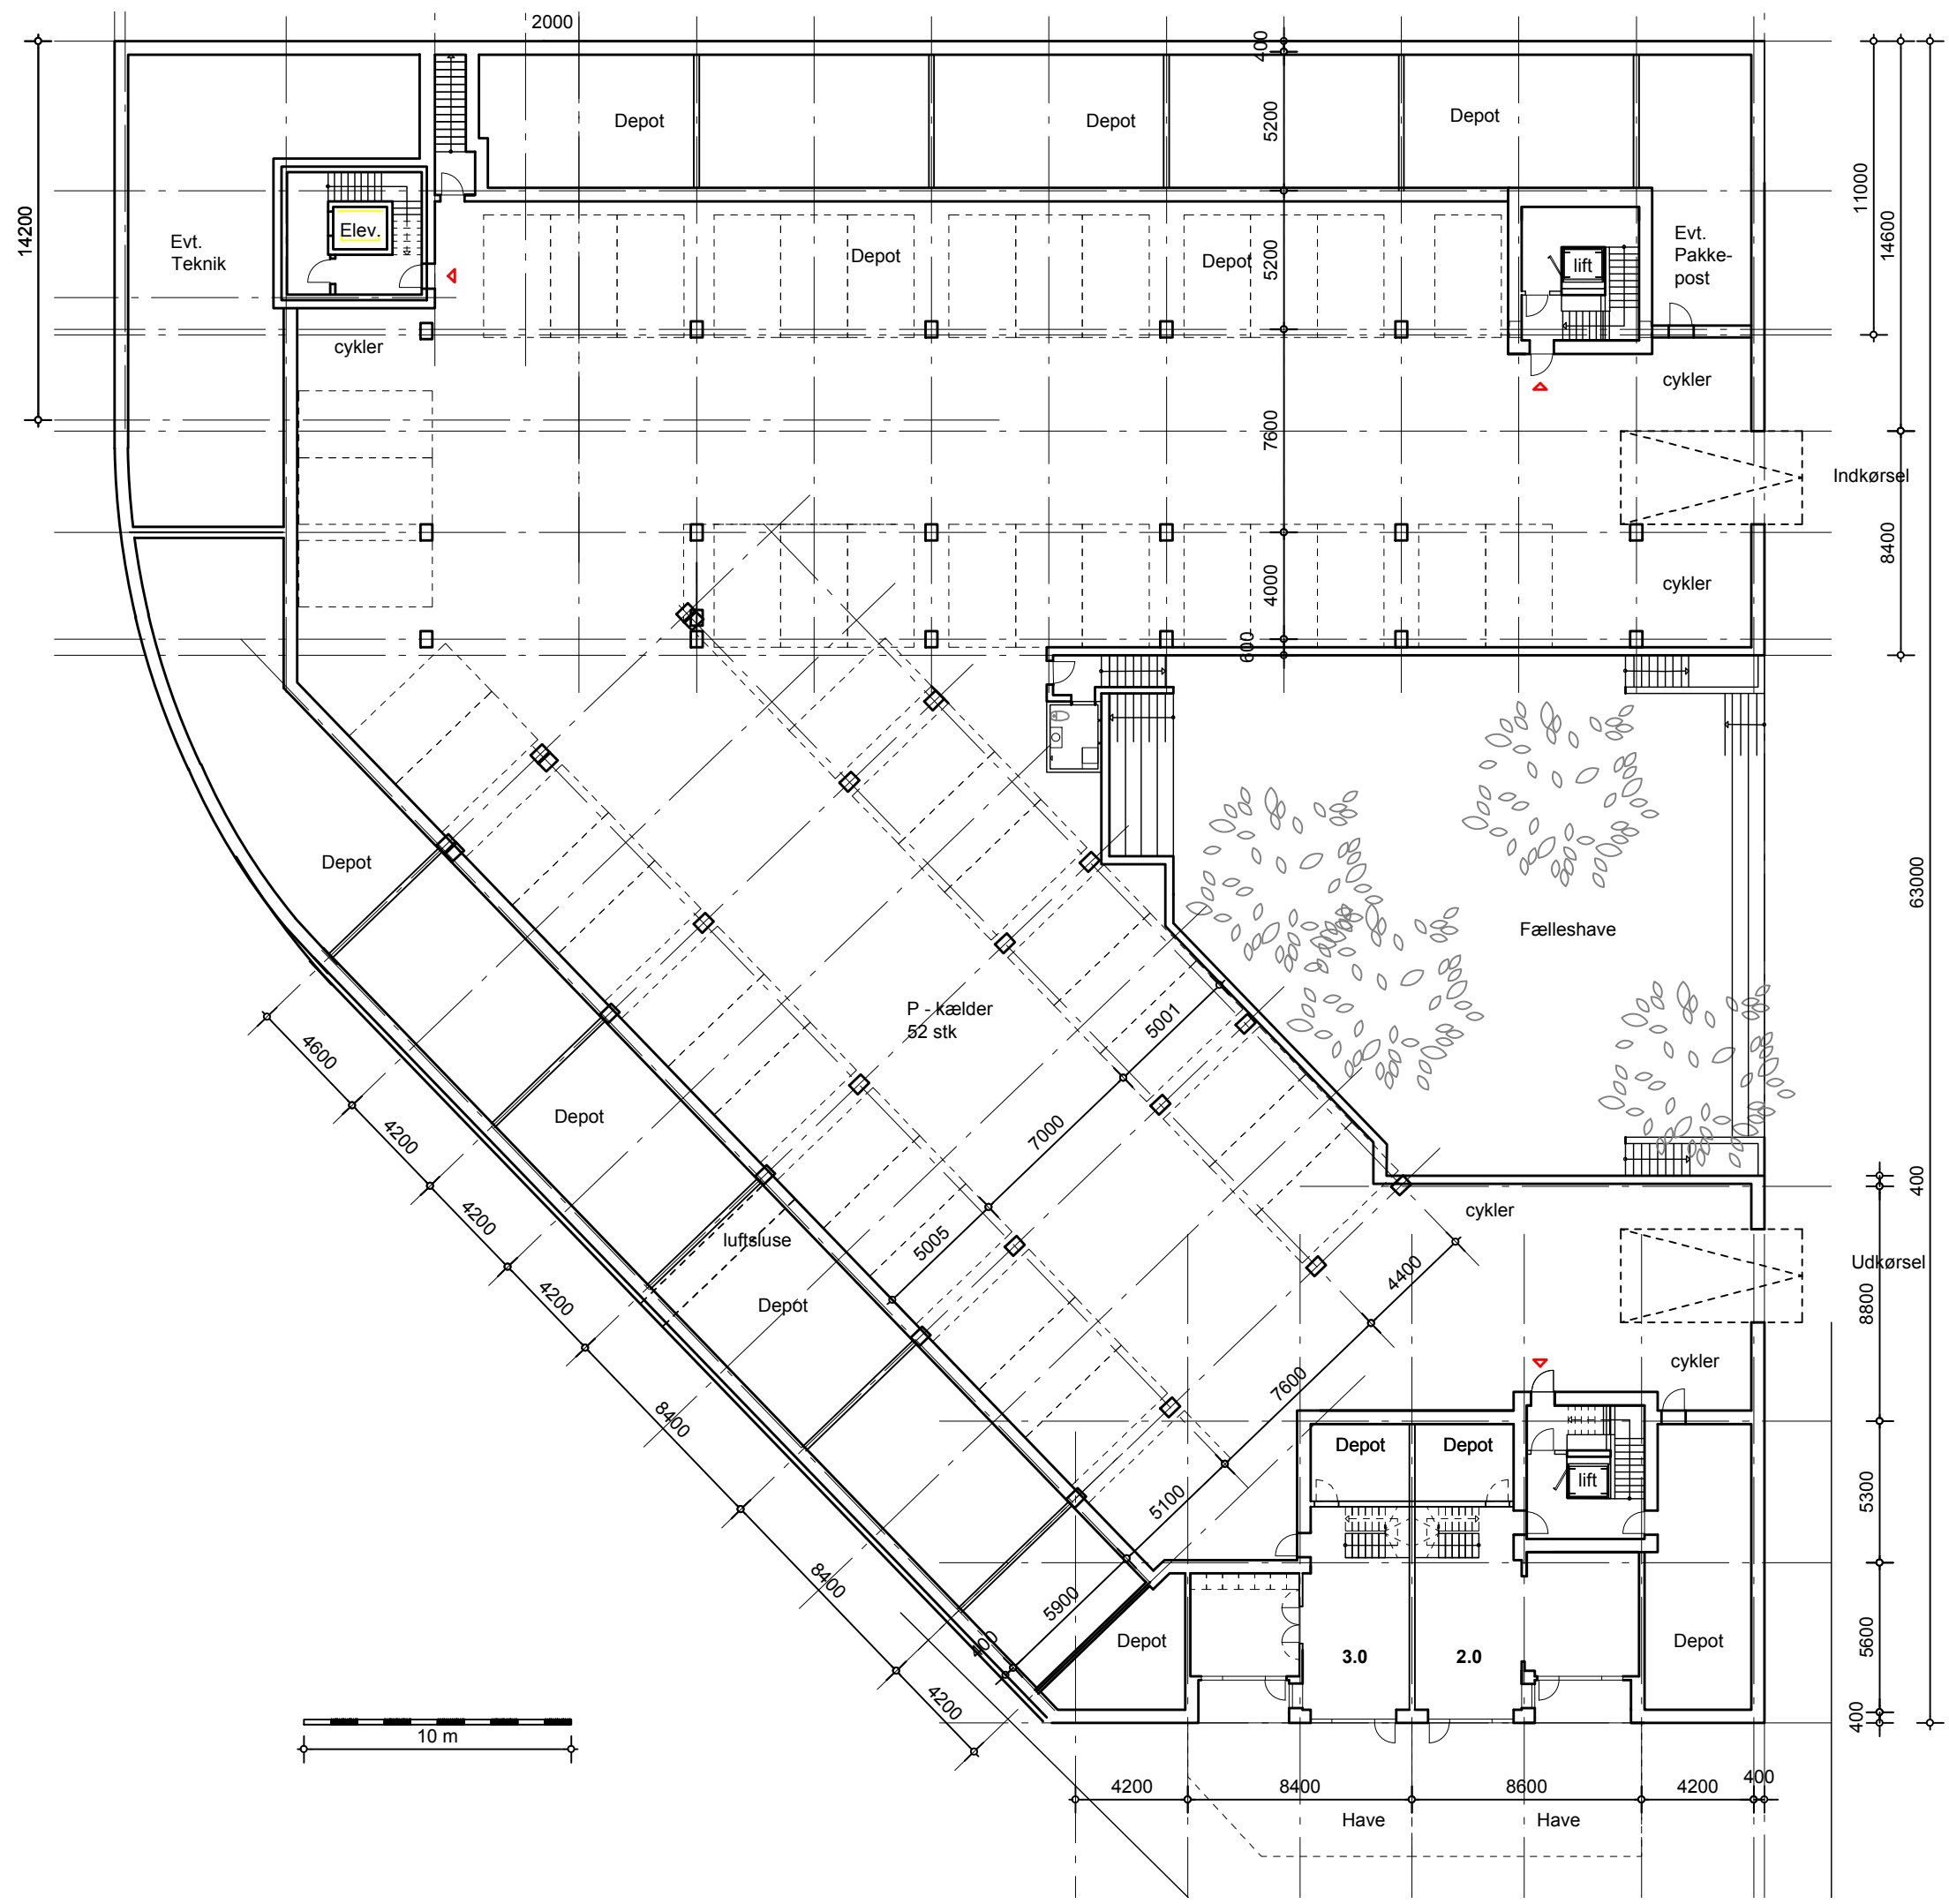 2000
400
Depot
Depot
Depot
5200
14200
11000
14600
Evt.
Teknik
Elev.
Depot
Depot
5200
lift
Evt.
Pakke-
post
cykler
cykler
7600
Indkørsel
8400
4000
cykler
600
63000
Depot
Fælleshave
P - kælder
52 stk
5001
4600
4200
Depot
7000
400
4200
luftsluse
5005
cykler
4200
Depot
4400
Udkørsel
8800
8400
7600
cykler
Depot
Depot
lift
5300
5100
8400
5900
400
Depot
3.0
2.0
Depot
5600
4200
400
10 m
4200
8400
8600
4200
400
Have
Have